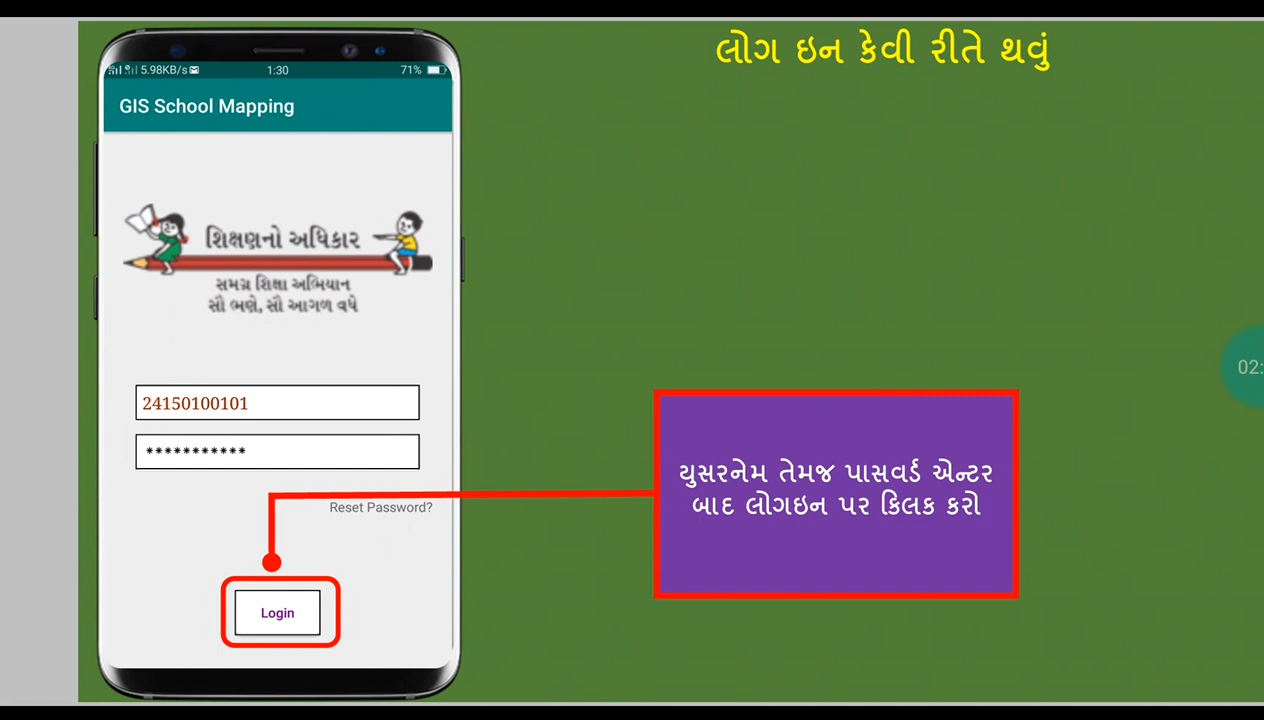 લોગ ઇન કેવી રીતે થવું
5.98KB/s 1:30 71%
GIS School Mapping
શિક્ષણનો અધિકાર
સમગ્ર શિક્ષા અભિયાન
સૌ ભણે, સૌ આગળ વધે
24150100101
***********
Reset Password?
Login
યુસરનેમ તેમજ પાસવર્ડ એન્ટર
બાદ લોગઇન પર ક્લિક કરો
02: